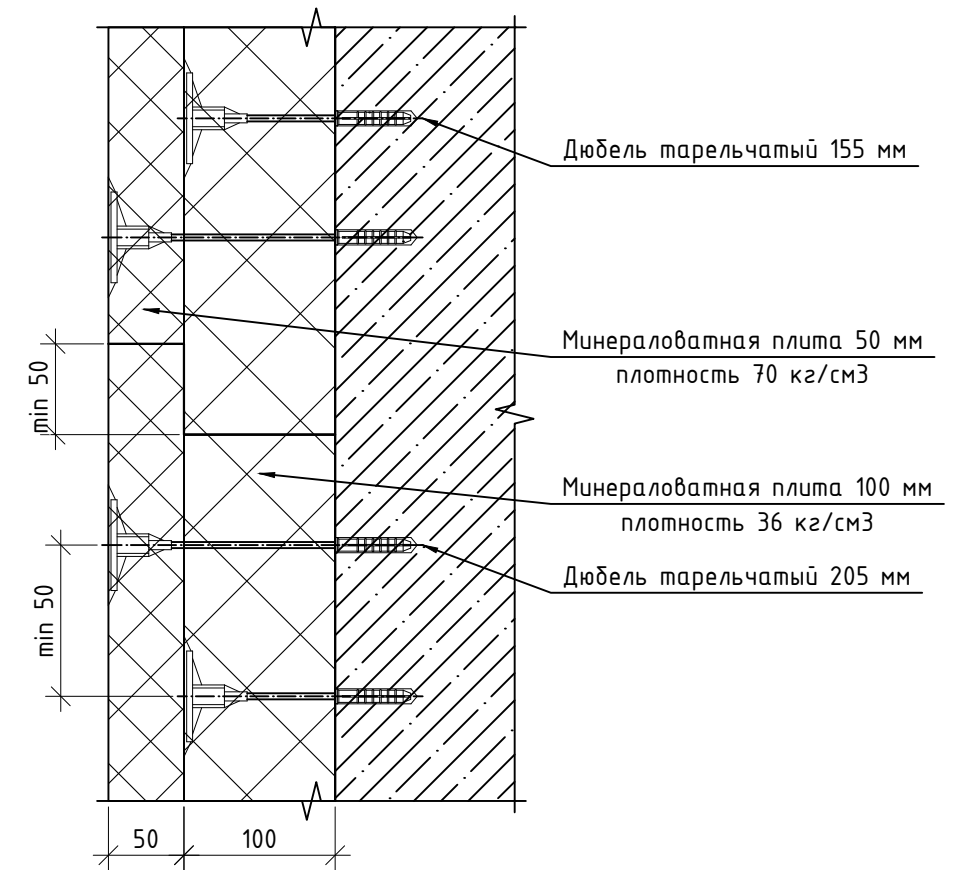 Дюбель тарельчатый 155 мм
Минераловатная плита 50 мм
плотность 70 кг/см3
min 50
Минераловатная плита 100 мм
плотность 36 кг/см3
Дюбель тарельчатый 205 мм
min 50
50
100